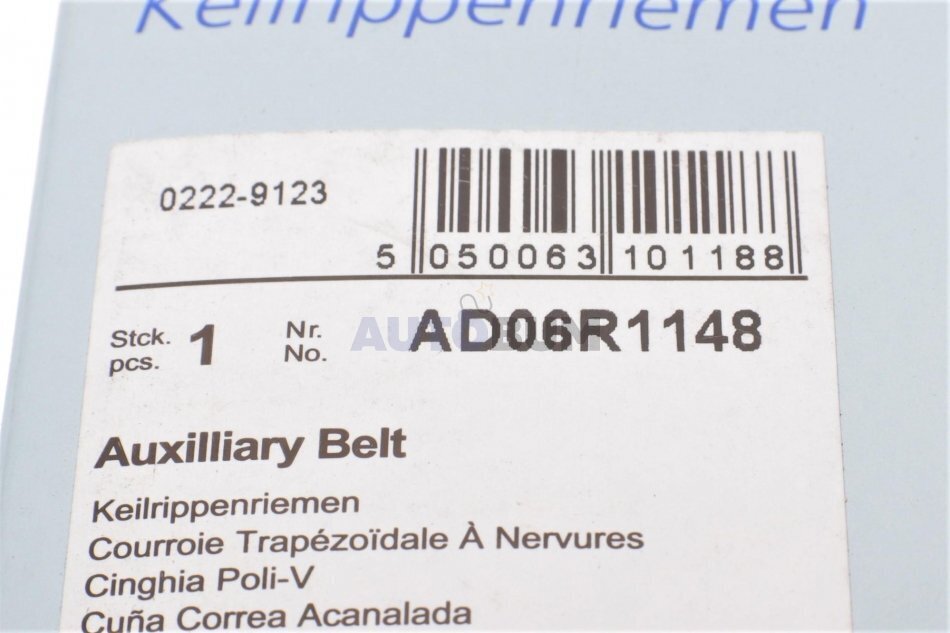 Keilrippenriemen
0222-9123
5 050063 101188
Stck. pcs. 1 Nr. No. AD06R1148
AUTOBUM
Auxilliary Belt
Keilrippenriemen
Courroie Trapézoïdale À Nervures
Cinghia Poli-V
Cuña Correa Acanalada